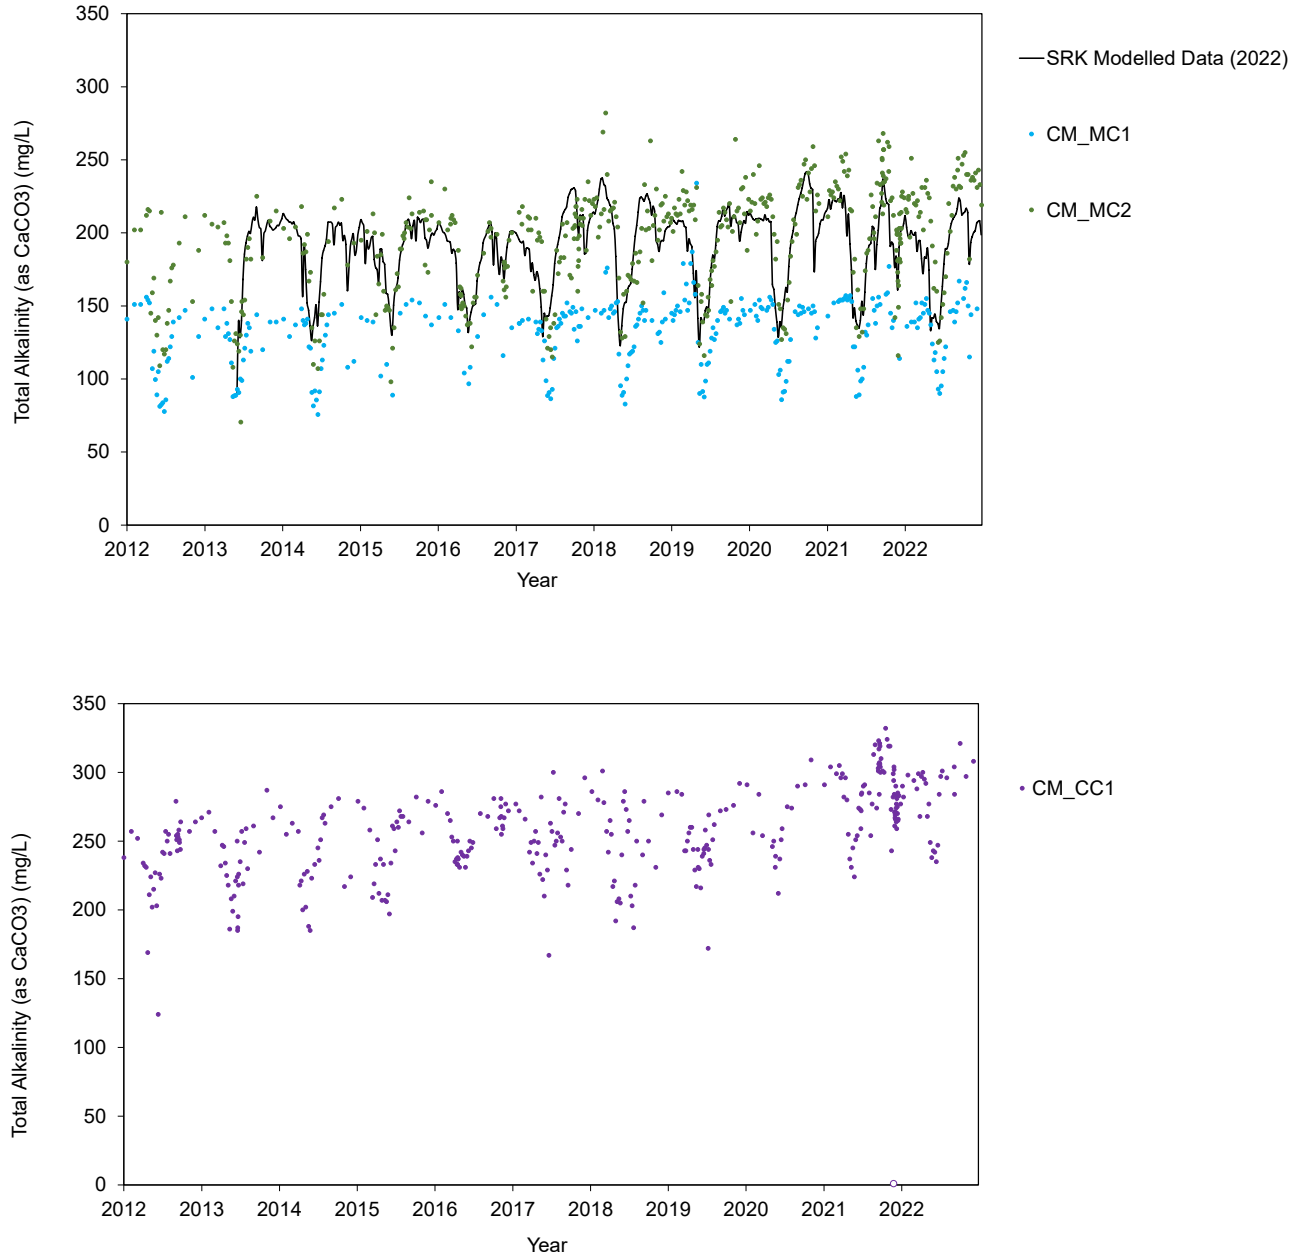 350
300
250
200
150
100
50
0
Total Alkalinity (as CaCO3) (mg/L)
2012 2013 2014 2015 2016 2017 2018 2019 2020 2021 2022
Year
SRK Modelled Data (2022)
CM_MC1
CM_MC2
350
300
250
200
150
100
50
0
Total Alkalinity (as CaCO3) (mg/L)
2012 2013 2014 2015 2016 2017 2018 2019 2020 2021 2022
Year
CM_CC1